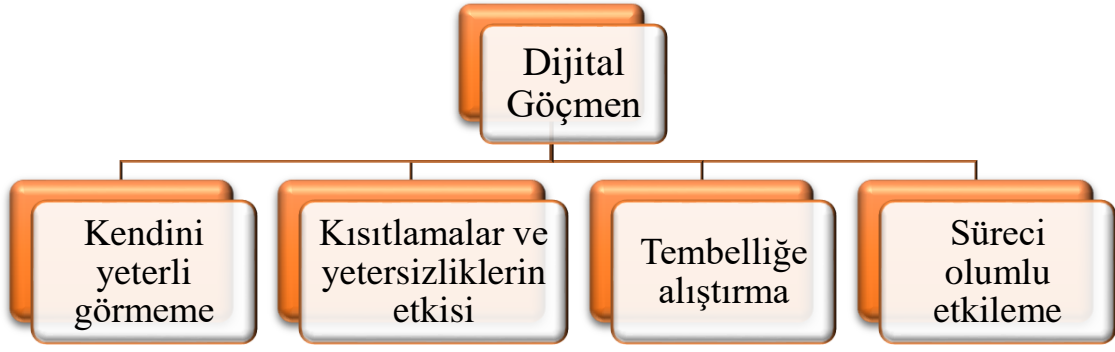 Dijital
Göçmen
Kendini
yeterli
görmeme
Kısıtlamalar ve
yetersizliklerin
etkisi
Tembelliğe
alıştırma
Süreci
olumlu
etkileme